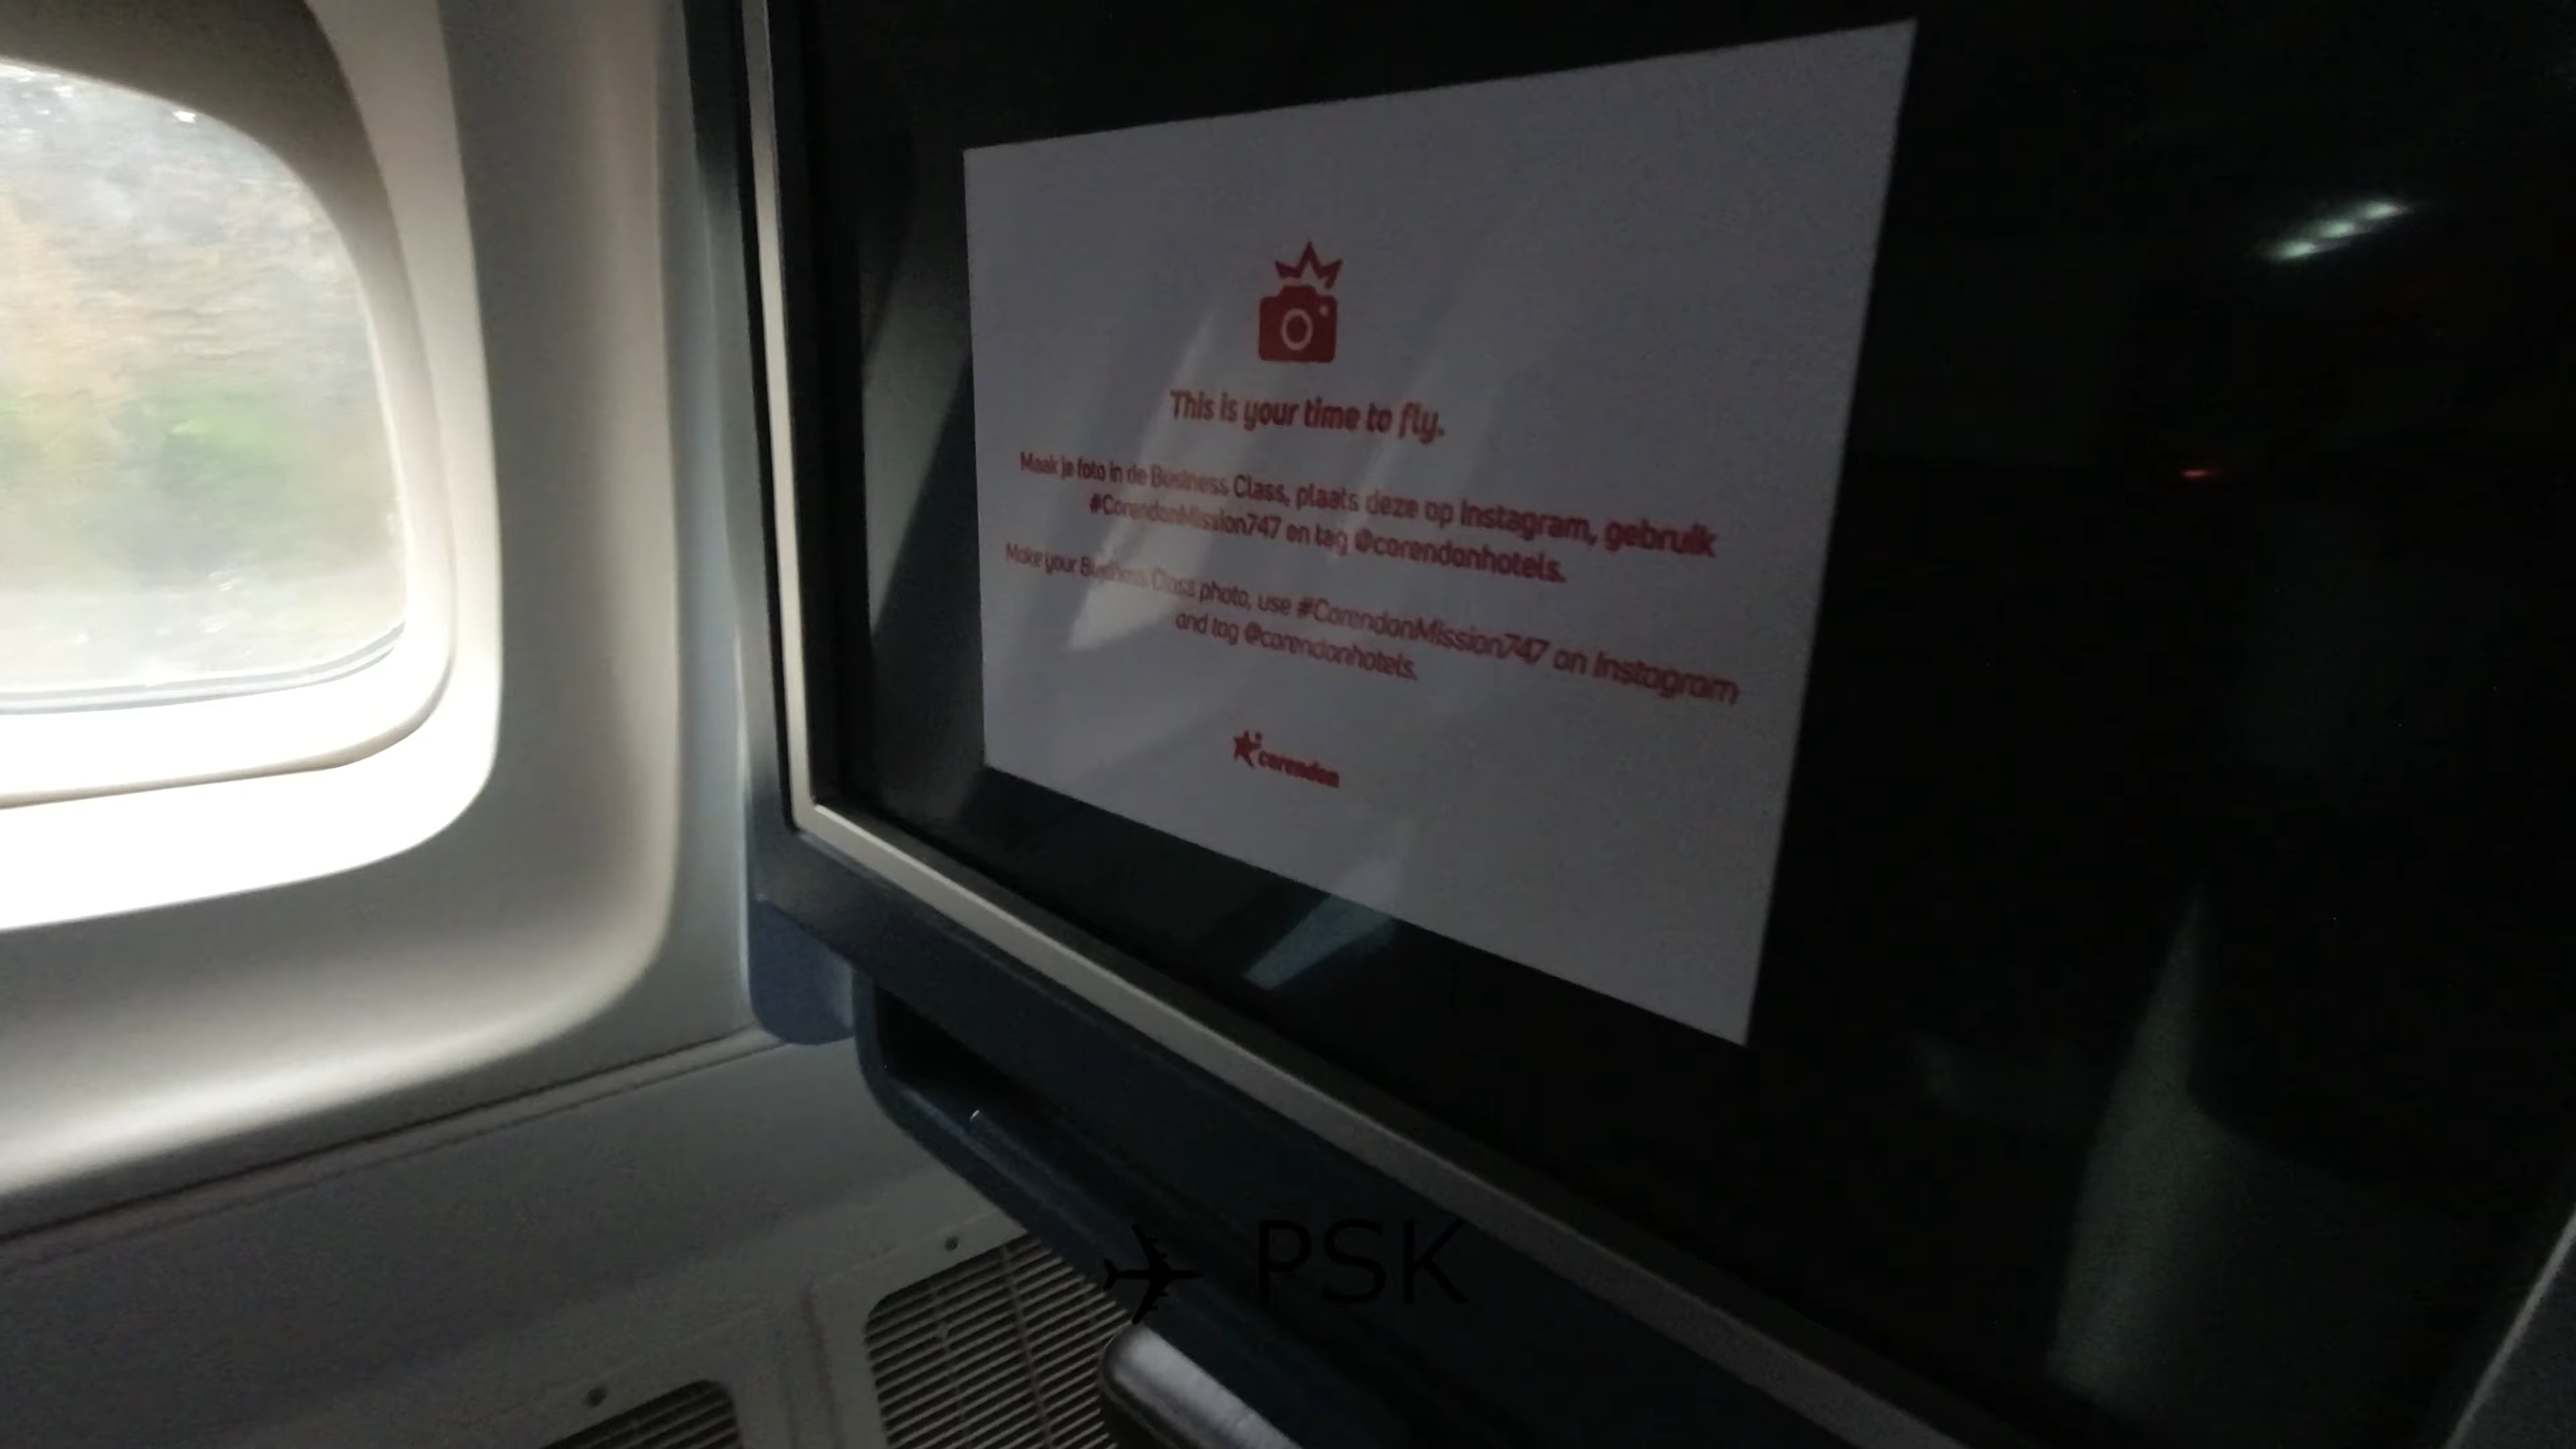 This is your time to fly.
Maak je foto in de Business Class, plaats deze op Instagram, gebruik
#CorendonMission747 en tag @corendonhotels.
Make your Business Class photo, use #CorendonMission747 on Instagram
and tag @corendonhotels.
corendon
PSK